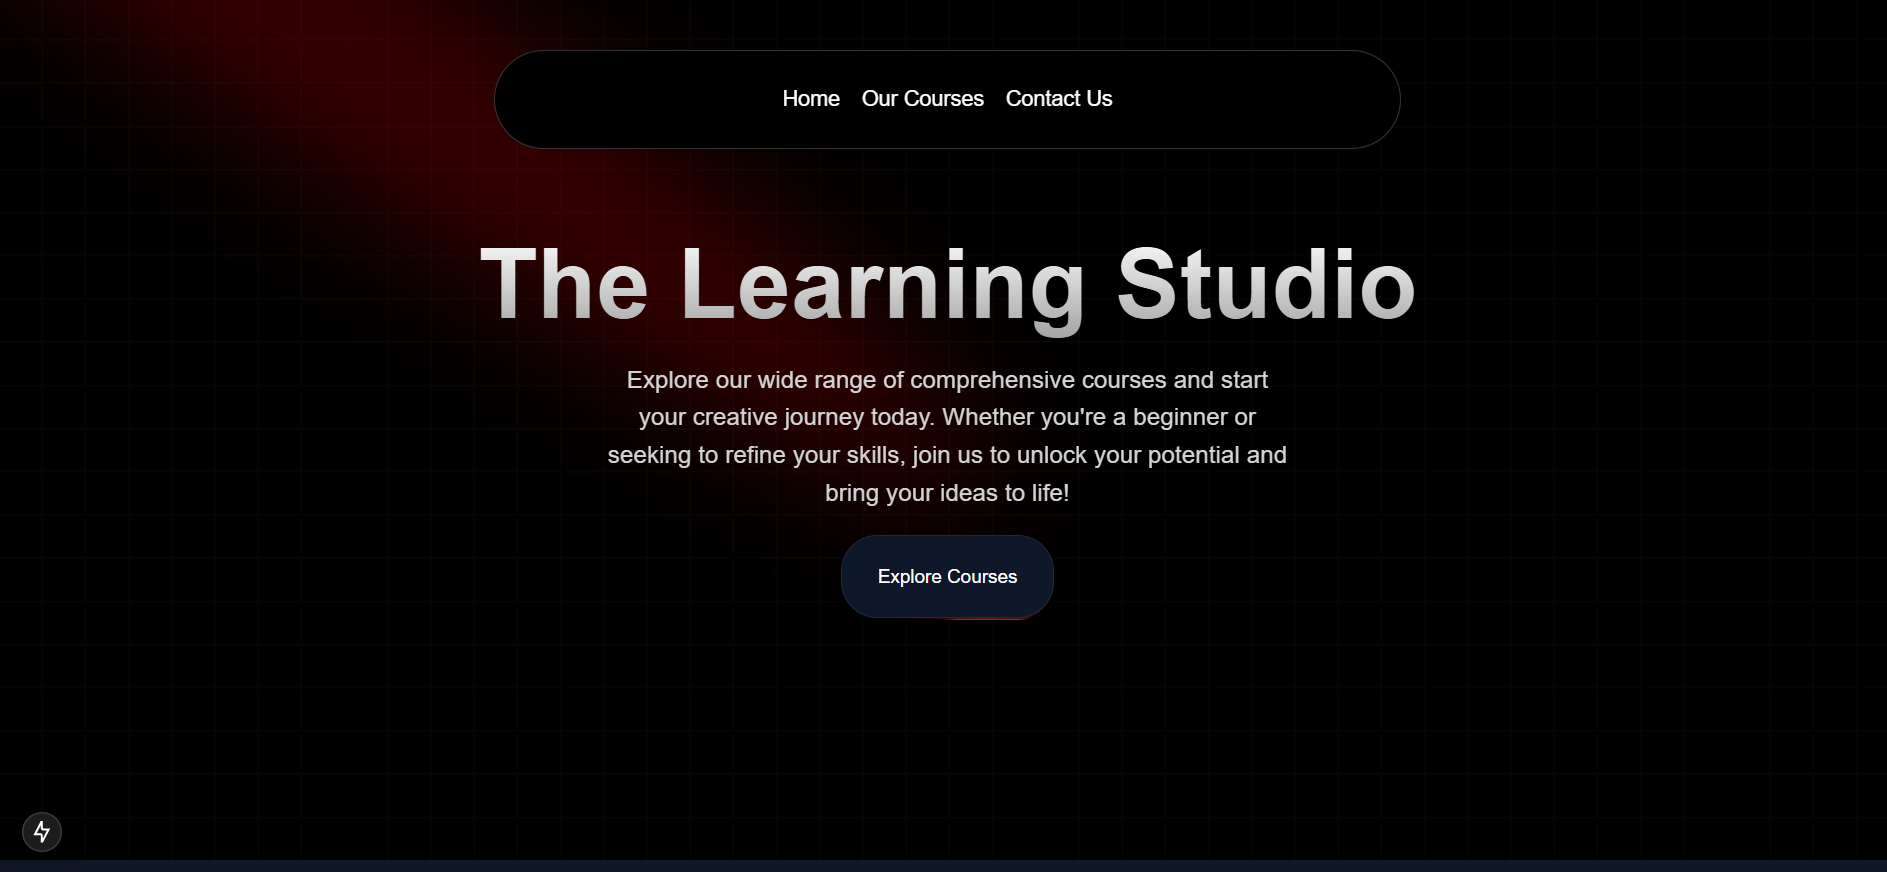 Home Our Courses Contact Us
The Learning Studio
Explore our wide range of comprehensive courses and start
your creative journey today. Whether you're a beginner or
seeking to refine your skills, join us to unlock your potential and
bring your ideas to life!
Explore Courses